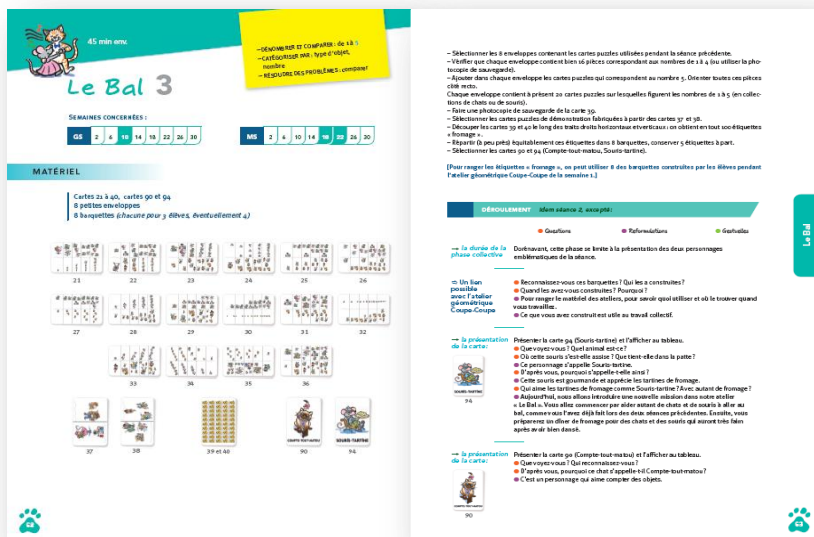 45 min env.
– DÉNOMBRER ET COMPARER : de 1 à 5
– CATÉGORISER PAR : type d'objet,
nombre
– RÉSOUDRE DES PROBLÈMES : comparer
Le Bal 3
SEMAINES CONCERNÉES :
GS 2 6 10 14 18 22 26 30
MS 2 6 10 14 18 22 26 30
MATÉRIEL
Cartes 21 à 40, cartes 90 et 94
8 petites enveloppes
8 barquettes (chacune pour 3 élèves, éventuellement 4)
21 22 23 24 25 26
27 28 29 30 31 32
33 34 35 36
COMPTE-TOUT-MATOU SOURIS-TARTINE
37 38 39 et 40 90 94
– Sélectionner les 8 enveloppes contenant les cartes puzzles utilisées pendant la séance précédente.
– Vérifier que chaque enveloppe contient bien 16 pièces correspondant aux nombres de 1 à 4 (ou utiliser la pho-
tocopie de sauvegarde).
– Ajouter dans chaque enveloppe les cartes puzzles qui correspondent au nombre 5. Orienter toutes ces pièces
côté recto.
Chaque enveloppe contient à présent 20 cartes puzzles sur lesquelles figurent les nombres de 1 à 5 (en collec-
tions de chats ou de souris).
– Faire une photocopie de sauvegarde de la carte 39.
– Sélectionner les cartes puzzles de démonstration fabriquées à partir des cartes 37 et 38.
– Découper les cartes 39 et 40 le long des traits droits horizontaux et verticaux : on obtient en tout 100 étiquettes
« fromage ».
– Répartir (à peu près) équitablement ces étiquettes dans 8 barquettes, conserver 5 étiquettes à part.
– Sélectionner les cartes 90 et 94 (Compte-tout-matou, Souris-tartine).
[Pour ranger les étiquettes « fromage », on peut utiliser 8 des barquettes construites par les élèves pendant
l'atelier géométrique Coupe-Coupe de la semaine 1.]
DÉROULEMENT Idem séance 2, excepté :
Questions Reformulations Gestuelles
→ la durée de la
phase collective
Dorénavant, cette phase se limite à la présentation des deux personnages
emblématiques de la séance.
⇒ Un lien
possible
avec l'atelier
géométrique
Coupe-Coupe
Reconnaissez-vous ces barquettes ? Qui les a construites ?
Quand les avez-vous construites ? Pourquoi ?
Pour ranger le matériel des ateliers, pour savoir quoi utiliser et où le trouver quand
vous travaillez.
Ce que vous avez construit est utile au travail collectif.
→ la présentation
de la carte :
SOURIS-TARTINE
94
Présenter la carte 94 (Souris-tartine) et l'afficher au tableau.
Que voyez-vous ? Quel animal est-ce ?
Où cette souris s'est-elle assise ? Que tient-elle dans la patte ?
Ce personnage s'appelle Souris-tartine.
D'après vous, pourquoi s'appelle-t-elle ainsi ?
Cette souris est gourmande et apprécie les tartines de fromage.
Qui aime les tartines de fromage comme Souris-tartine ? Avec autant de fromage ?
Aujourd'hui, nous allons introduire une nouvelle mission dans notre atelier
« Le Bal ». Vous allez commencer par aider autant de chats et de souris à aller au
bal, comme vous l'avez déjà fait lors des deux séances précédentes. Ensuite, vous
préparerez un dîner de fromage pour des chats et des souris qui auront très faim
après avoir bien dansé.
→ la présentation
de la carte :
COMPTE-TOUT-MATOU
90
Présenter la carte 90 (Compte-tout-matou) et l'afficher au tableau.
Que voyez-vous ? Qui reconnaissez-vous ?
D'après vous, pourquoi ce chat s'appelle-t-il Compte-tout-matou ?
C'est un personnage qui aime compter des objets.
Le Bal